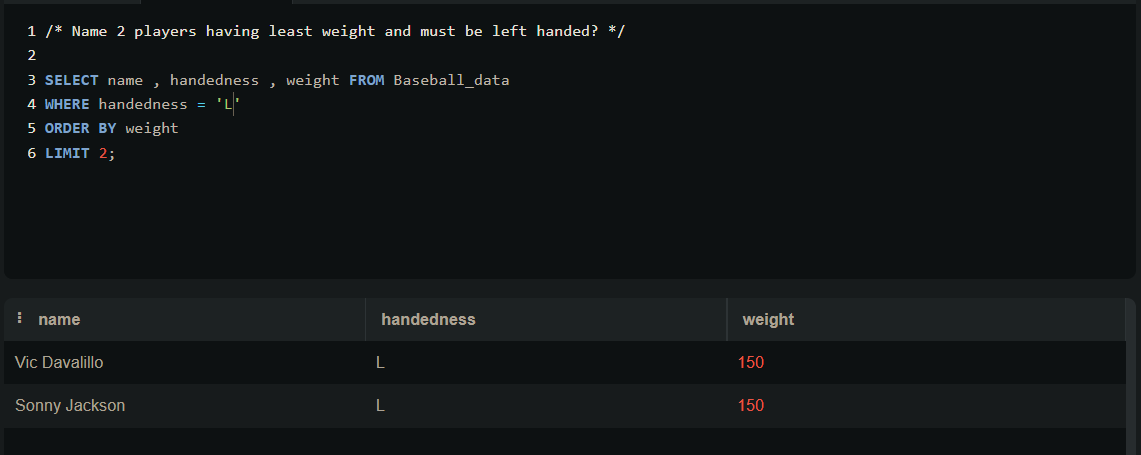 1 /* Name 2 players having least weight and must be left handed? */
2
3 SELECT name , handedness , weight FROM Baseball_data
4 WHERE handedness = 'L'
5 ORDER BY weight
6 LIMIT 2;
name handedness weight
Vic Davalillo L 150
Sonny Jackson L 150